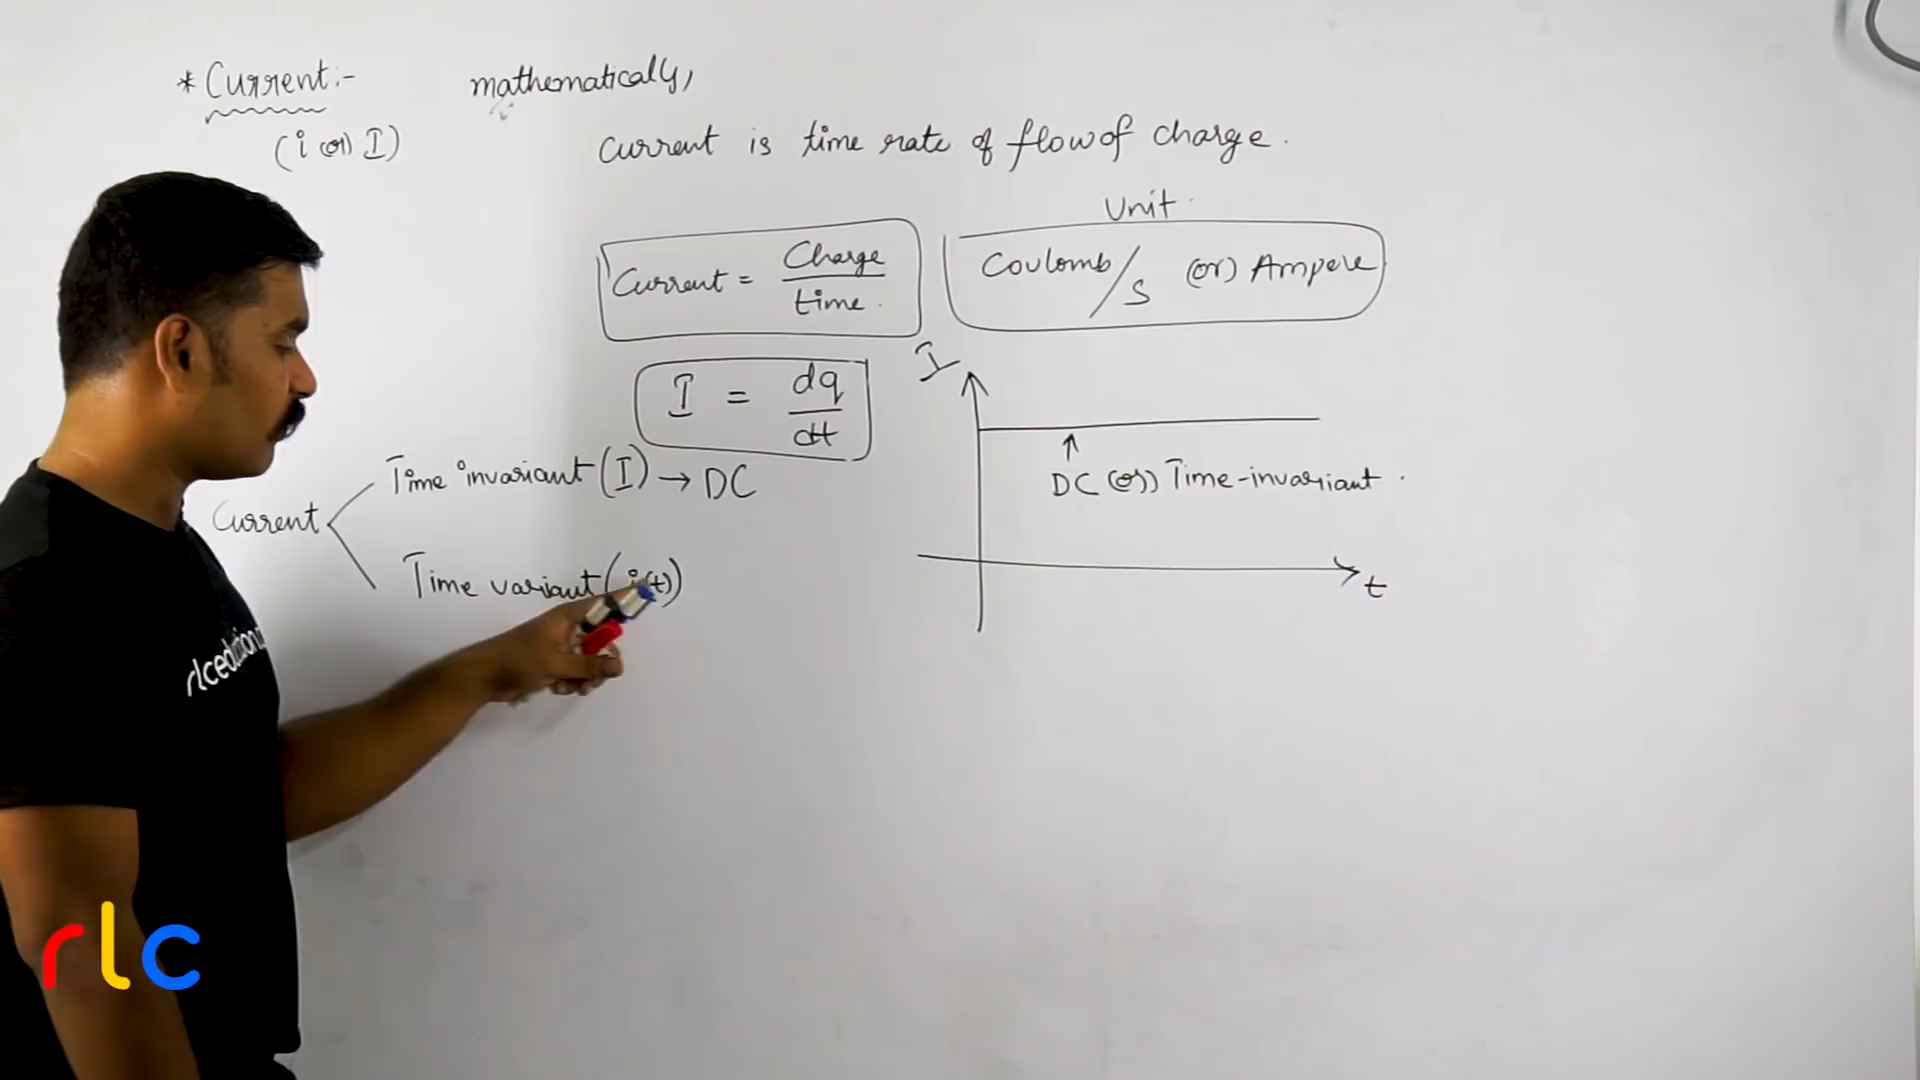 * Current:-
mathematically,
(i (or) I)
Current is time rate of flow of charge.
Unit
Current = Charge/time.
Coulomb/s (or) Ampere
I = dq/dt
I
Time invariant (I) → DC
DC (or) Time-invariant.
Current
Time variant (i(t))
t
rlc